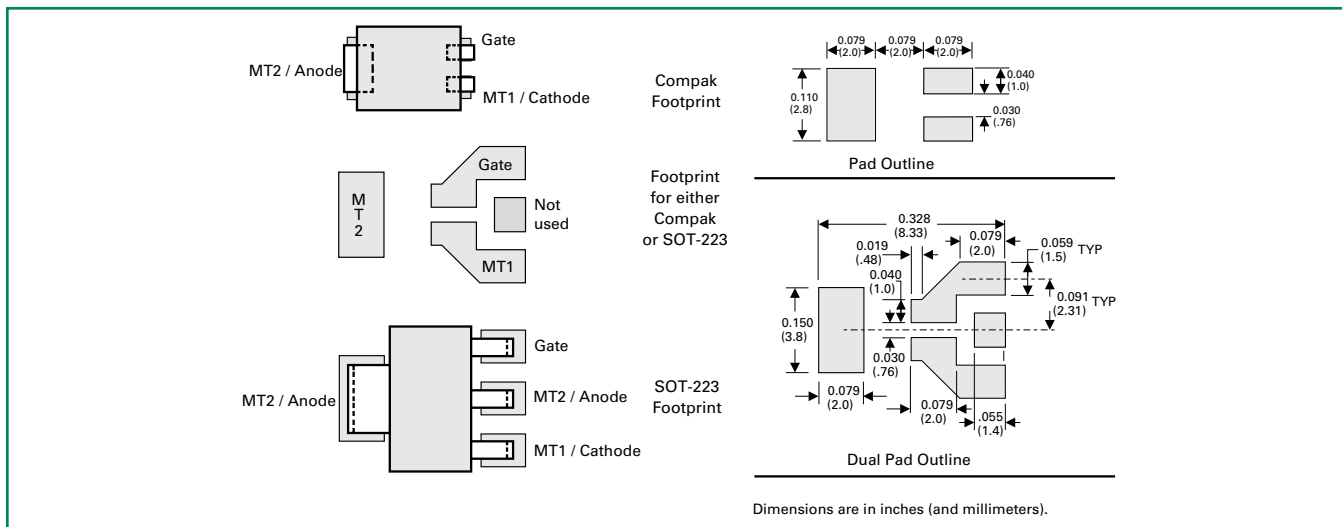 Gate
MT2 / Anode
MT1 / Cathode
Compak
Footprint
0.079
(2.0)
0.079
(2.0)
0.079
(2.0)
0.110
(2.8)
0.040
(1.0)
0.030
(.76)
Pad Outline
M
T
2
Gate
Not
used
MT1
Footprint
for either
Compak
or SOT-223
0.328
(8.33)
0.019
(.48)
0.079
(2.0)
0.059
(1.5)
TYP
0.040
(1.0)
0.091
(2.31)
TYP
0.150
(3.8)
0.030
(.76)
0.079
(2.0)
0.079
(2.0)
.055
(1.4)
Dual Pad Outline
Gate
MT2 / Anode
MT2 / Anode
MT1 / Cathode
SOT-223
Footprint
Dimensions are in inches (and millimeters).